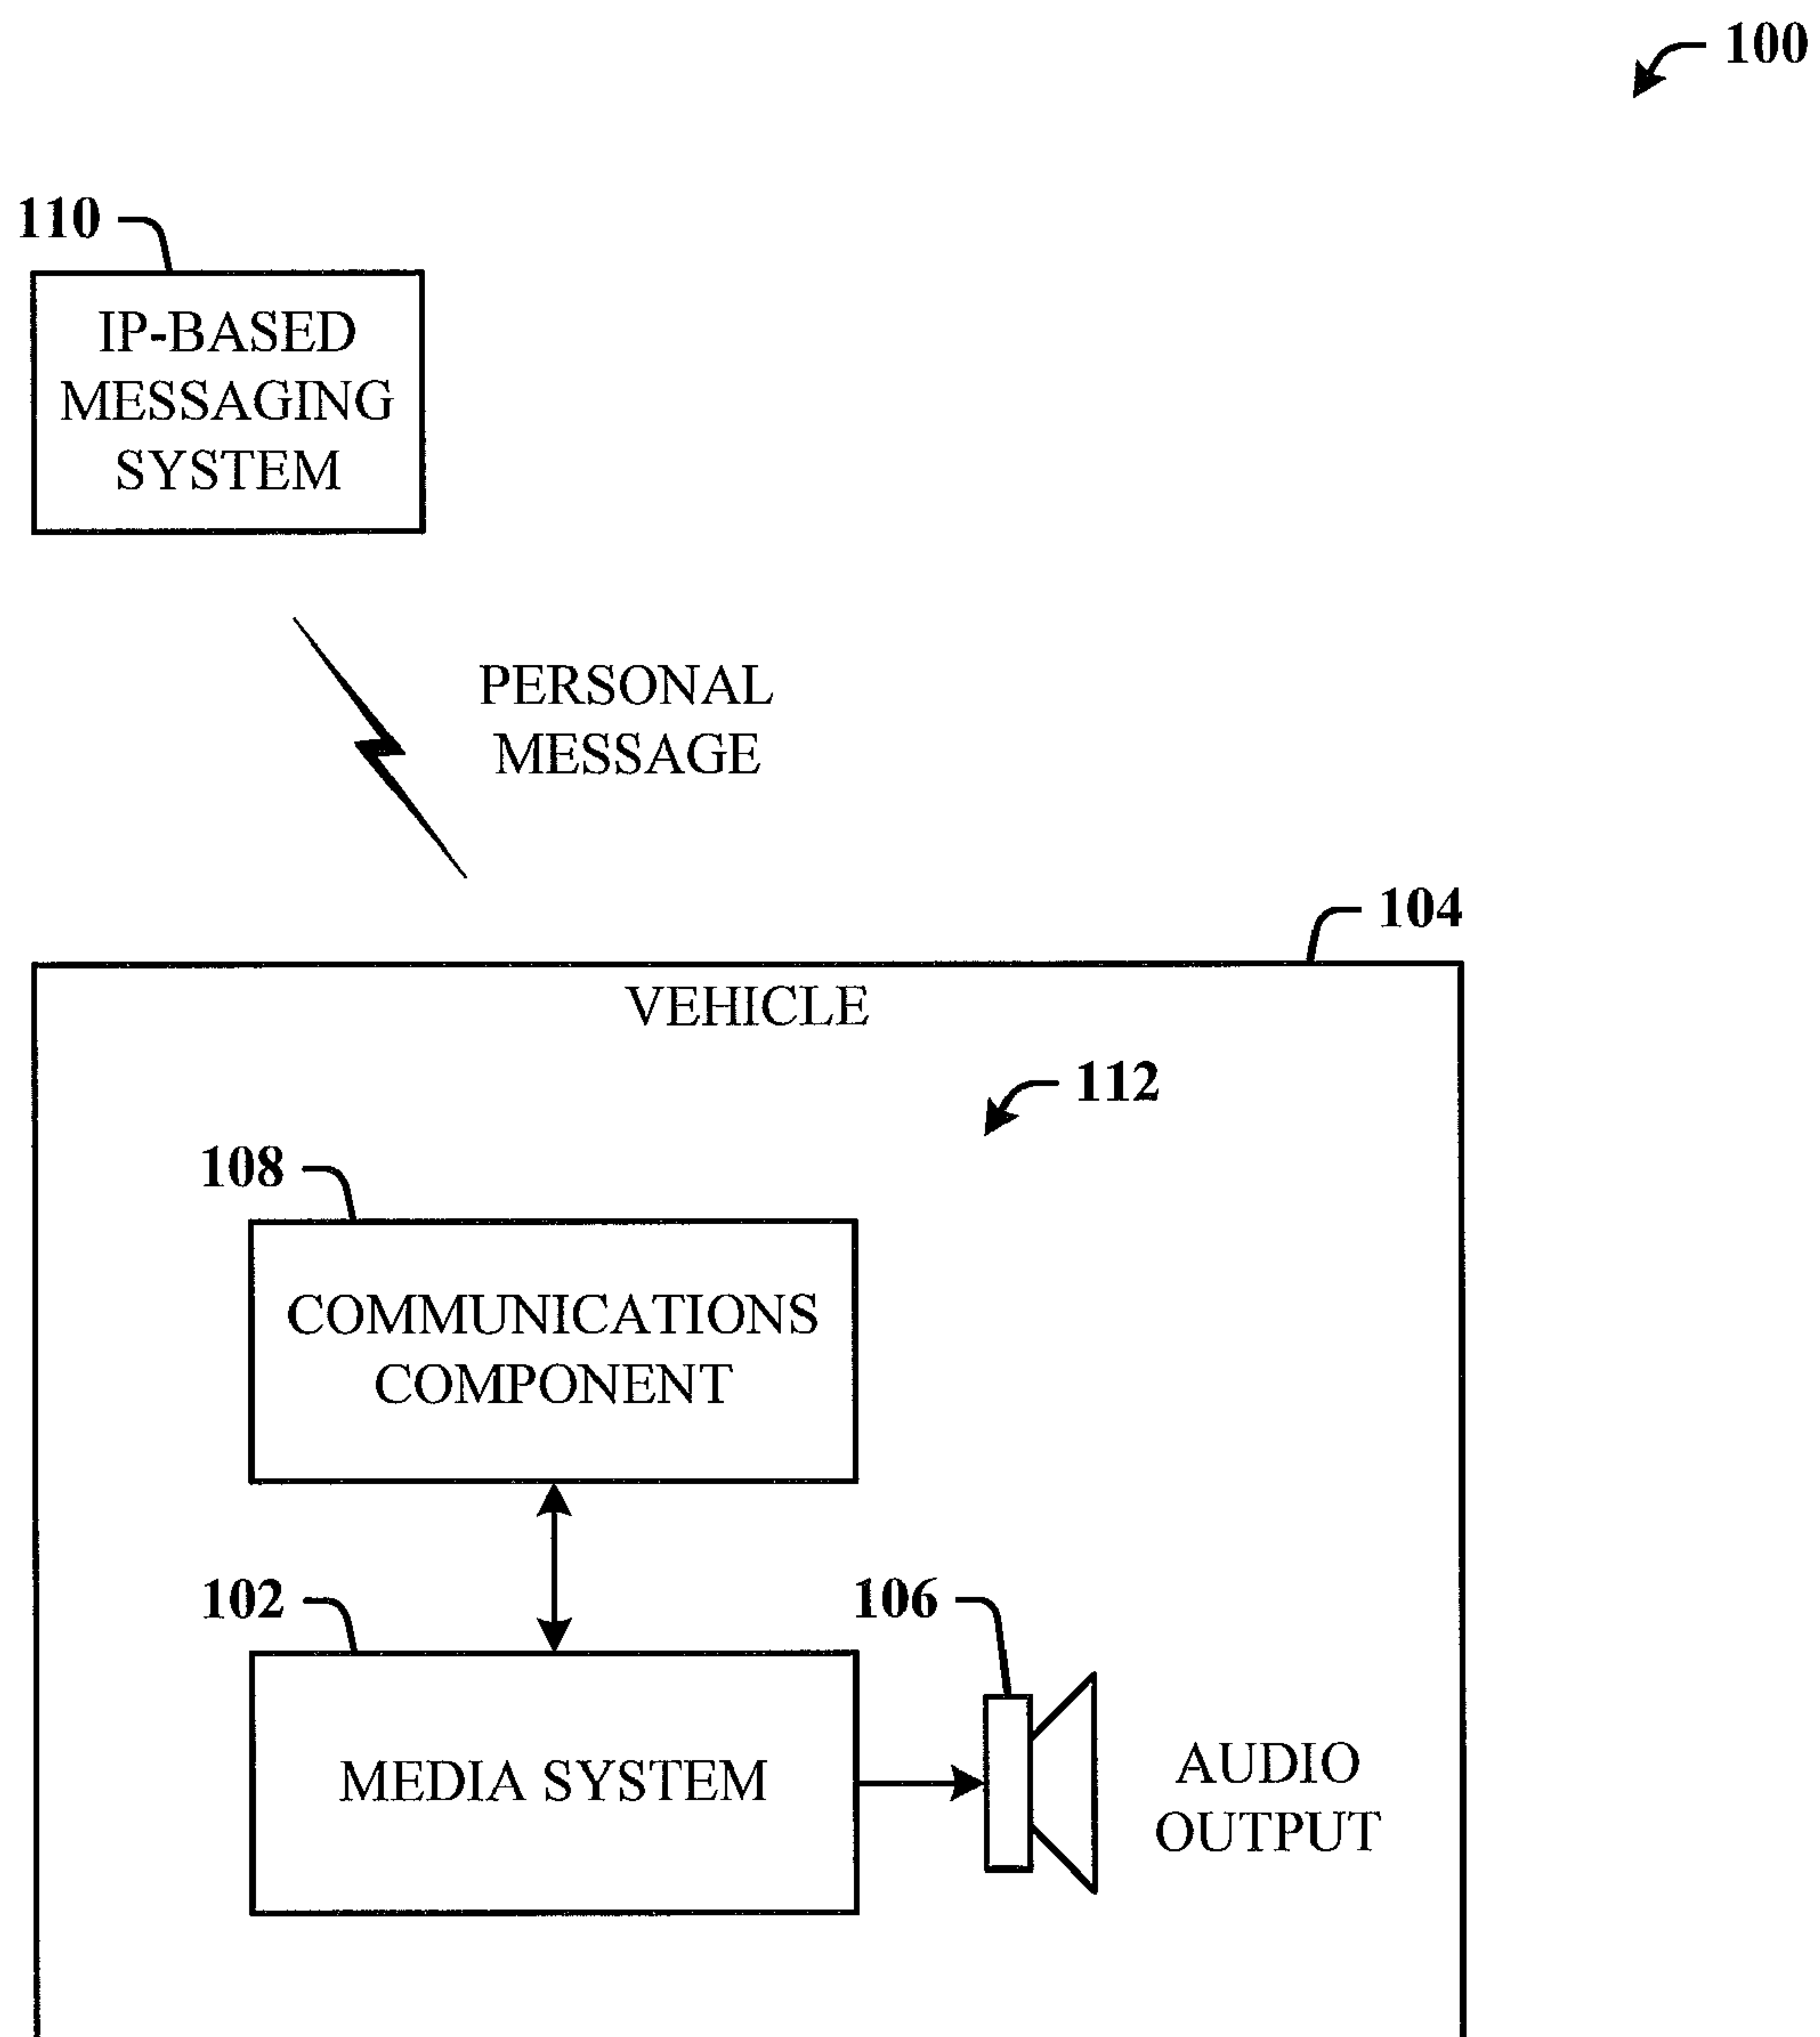 100
110
IP-BASED
MESSAGING
SYSTEM
PERSONAL
MESSAGE
104
VEHICLE
112
108
COMMUNICATIONS
COMPONENT
102
106
MEDIA SYSTEM
AUDIO
OUTPUT